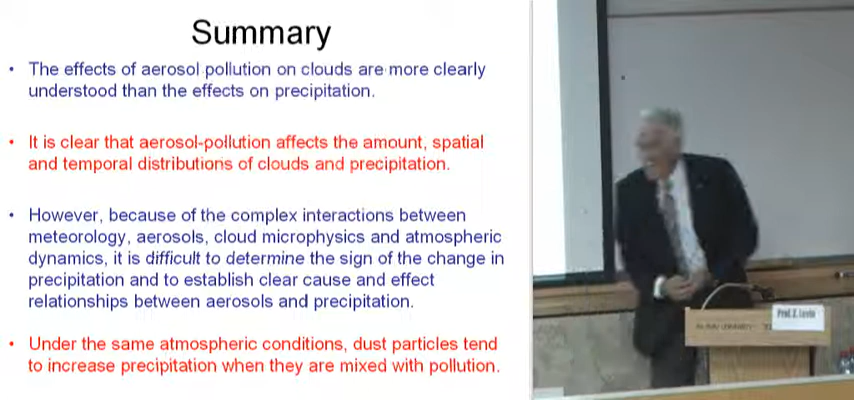 Summary
• The effects of aerosol pollution on clouds are more clearly
understood than the effects on precipitation.
• It is clear that aerosol-pollution affects the amount, spatial
and temporal distributions of clouds and precipitation.
• However, because of the complex interactions between
meteorology, aerosols, cloud microphysics and atmospheric
dynamics, it is difficult to determine the sign of the change in
precipitation and to establish clear cause and effect
relationships between aerosols and precipitation.
• Under the same atmospheric conditions, dust particles tend
to increase precipitation when they are mixed with pollution.
Prof. Z. Levin
UNIVERSITY